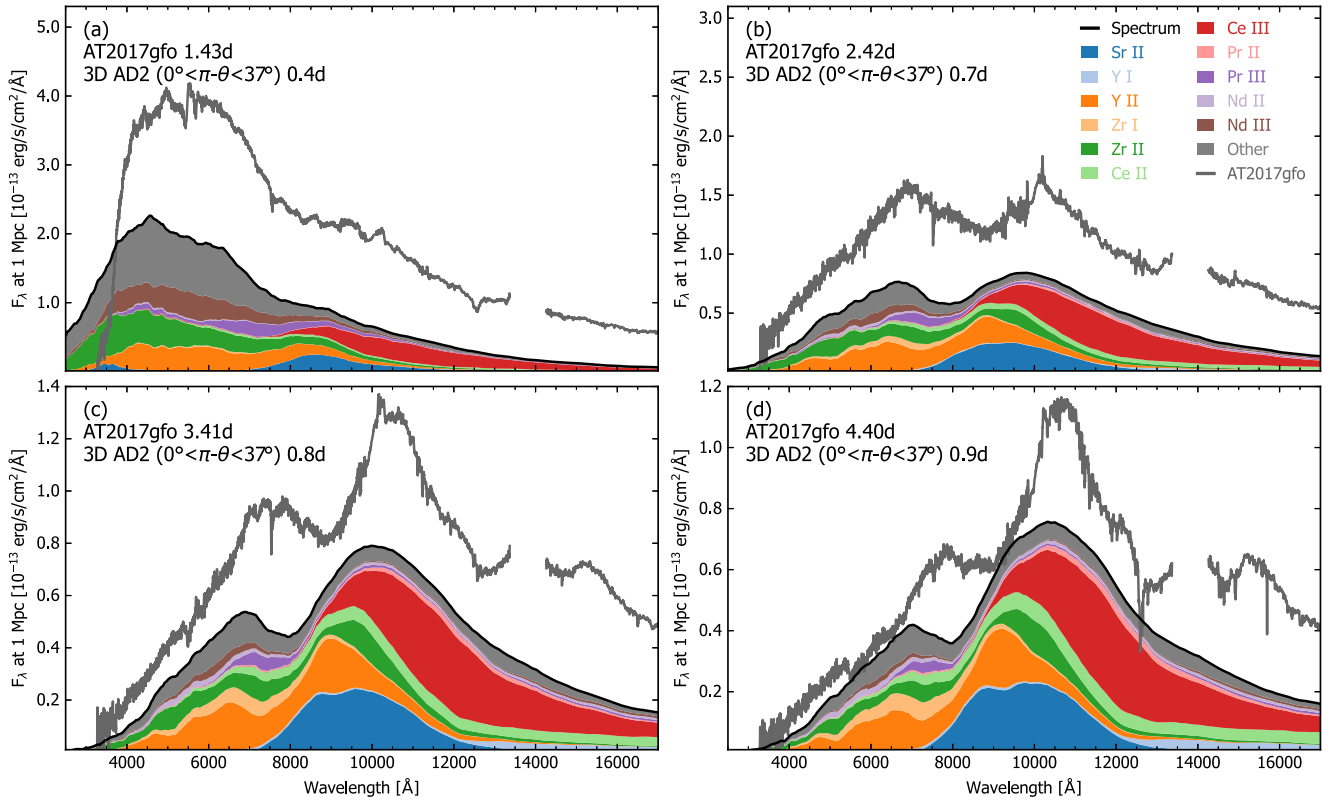 (a)
AT2017gfo 1.43d
3D AD2 (0°<π-θ<37°) 0.4d
5.0
4.0
3.0
2.0
1.0
F_λ at 1 Mpc [10⁻¹³ erg/s/cm²/Å]
(b)
AT2017gfo 2.42d
3D AD2 (0°<π-θ<37°) 0.7d
3.0
2.5
2.0
1.5
1.0
0.5
F_λ at 1 Mpc [10⁻¹³ erg/s/cm²/Å]
Spectrum
Sr II
Y I
Y II
Zr I
Zr II
Ce II
Ce III
Pr II
Pr III
Nd II
Nd III
Other
AT2017gfo
(c)
AT2017gfo 3.41d
3D AD2 (0°<π-θ<37°) 0.8d
1.4
1.2
1.0
0.8
0.6
0.4
0.2
F_λ at 1 Mpc [10⁻¹³ erg/s/cm²/Å]
4000 6000 8000 10000 12000 14000 16000
Wavelength [Å]
(d)
AT2017gfo 4.40d
3D AD2 (0°<π-θ<37°) 0.9d
1.2
1.0
0.8
0.6
0.4
0.2
F_λ at 1 Mpc [10⁻¹³ erg/s/cm²/Å]
4000 6000 8000 10000 12000 14000 16000
Wavelength [Å]